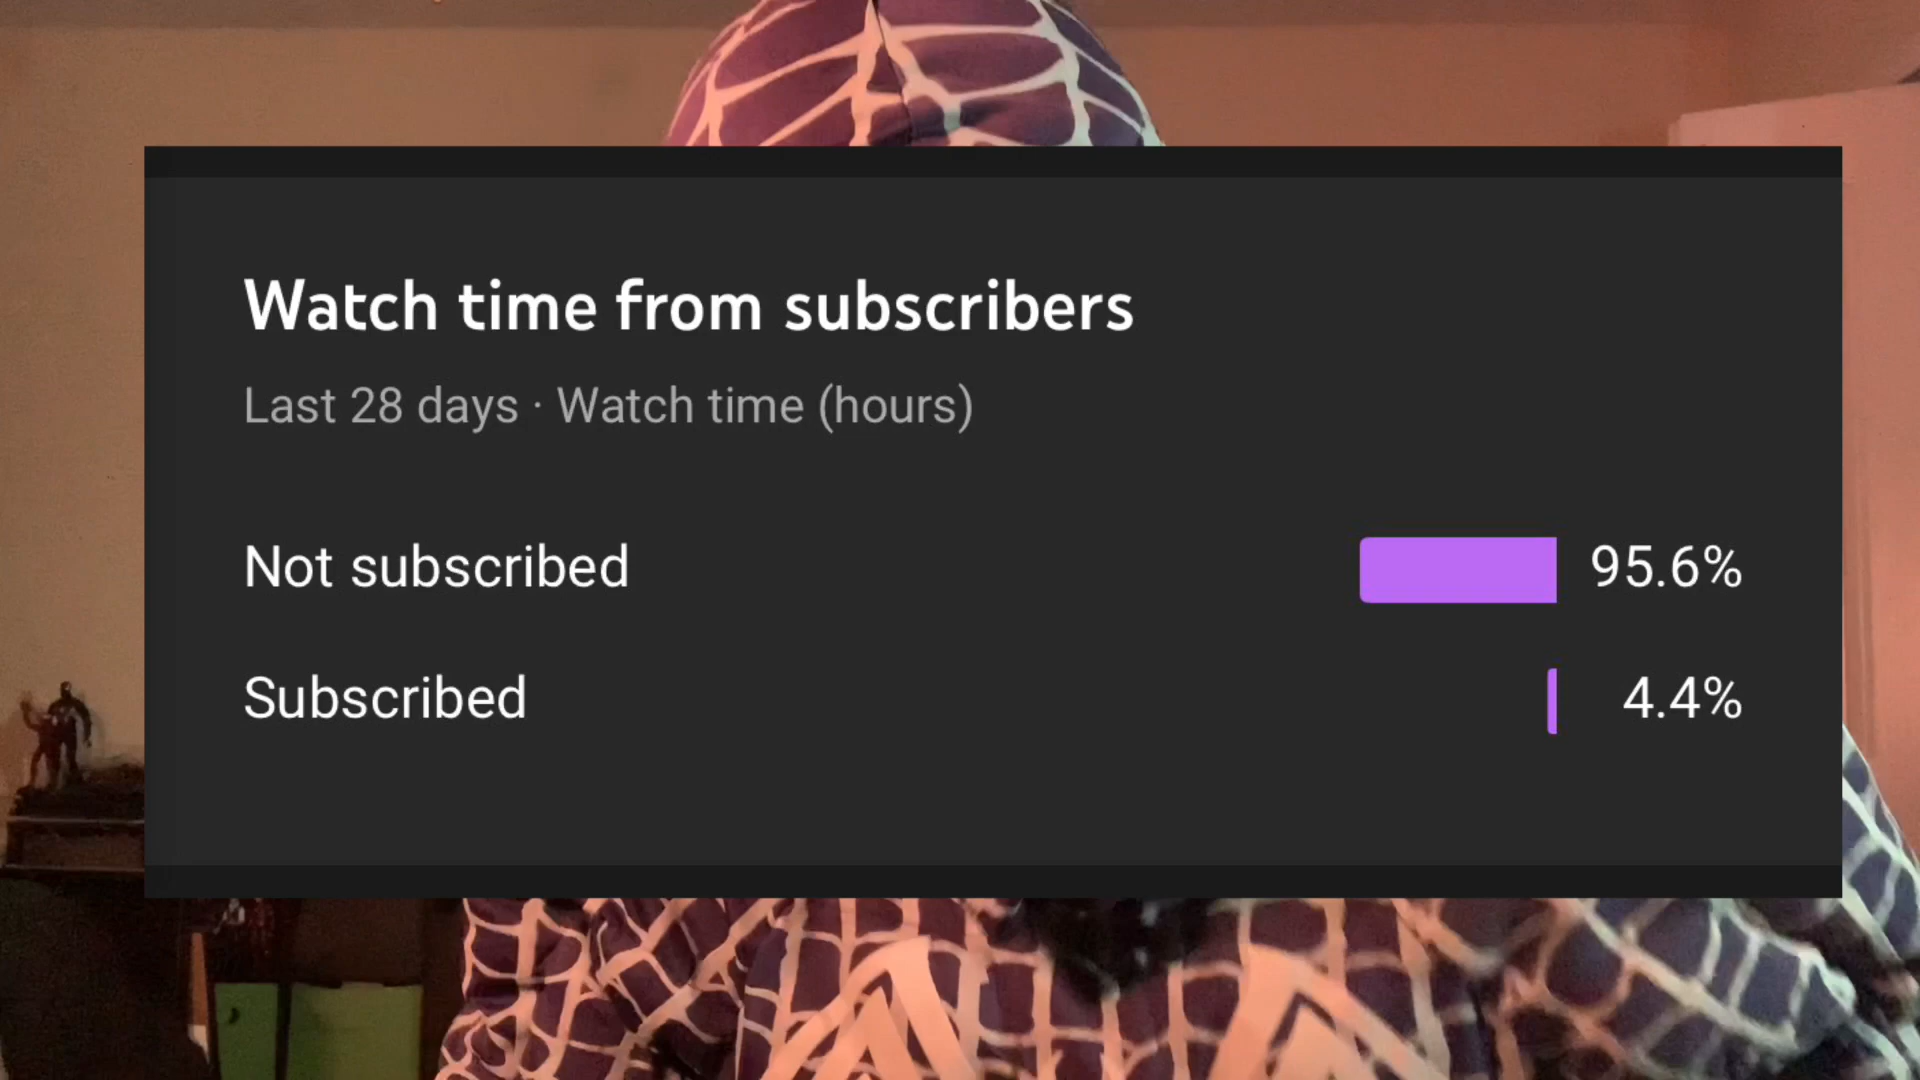 Watch time from subscribers
Last 28 days · Watch time (hours)
Not subscribed 95.6%
Subscribed 4.4%